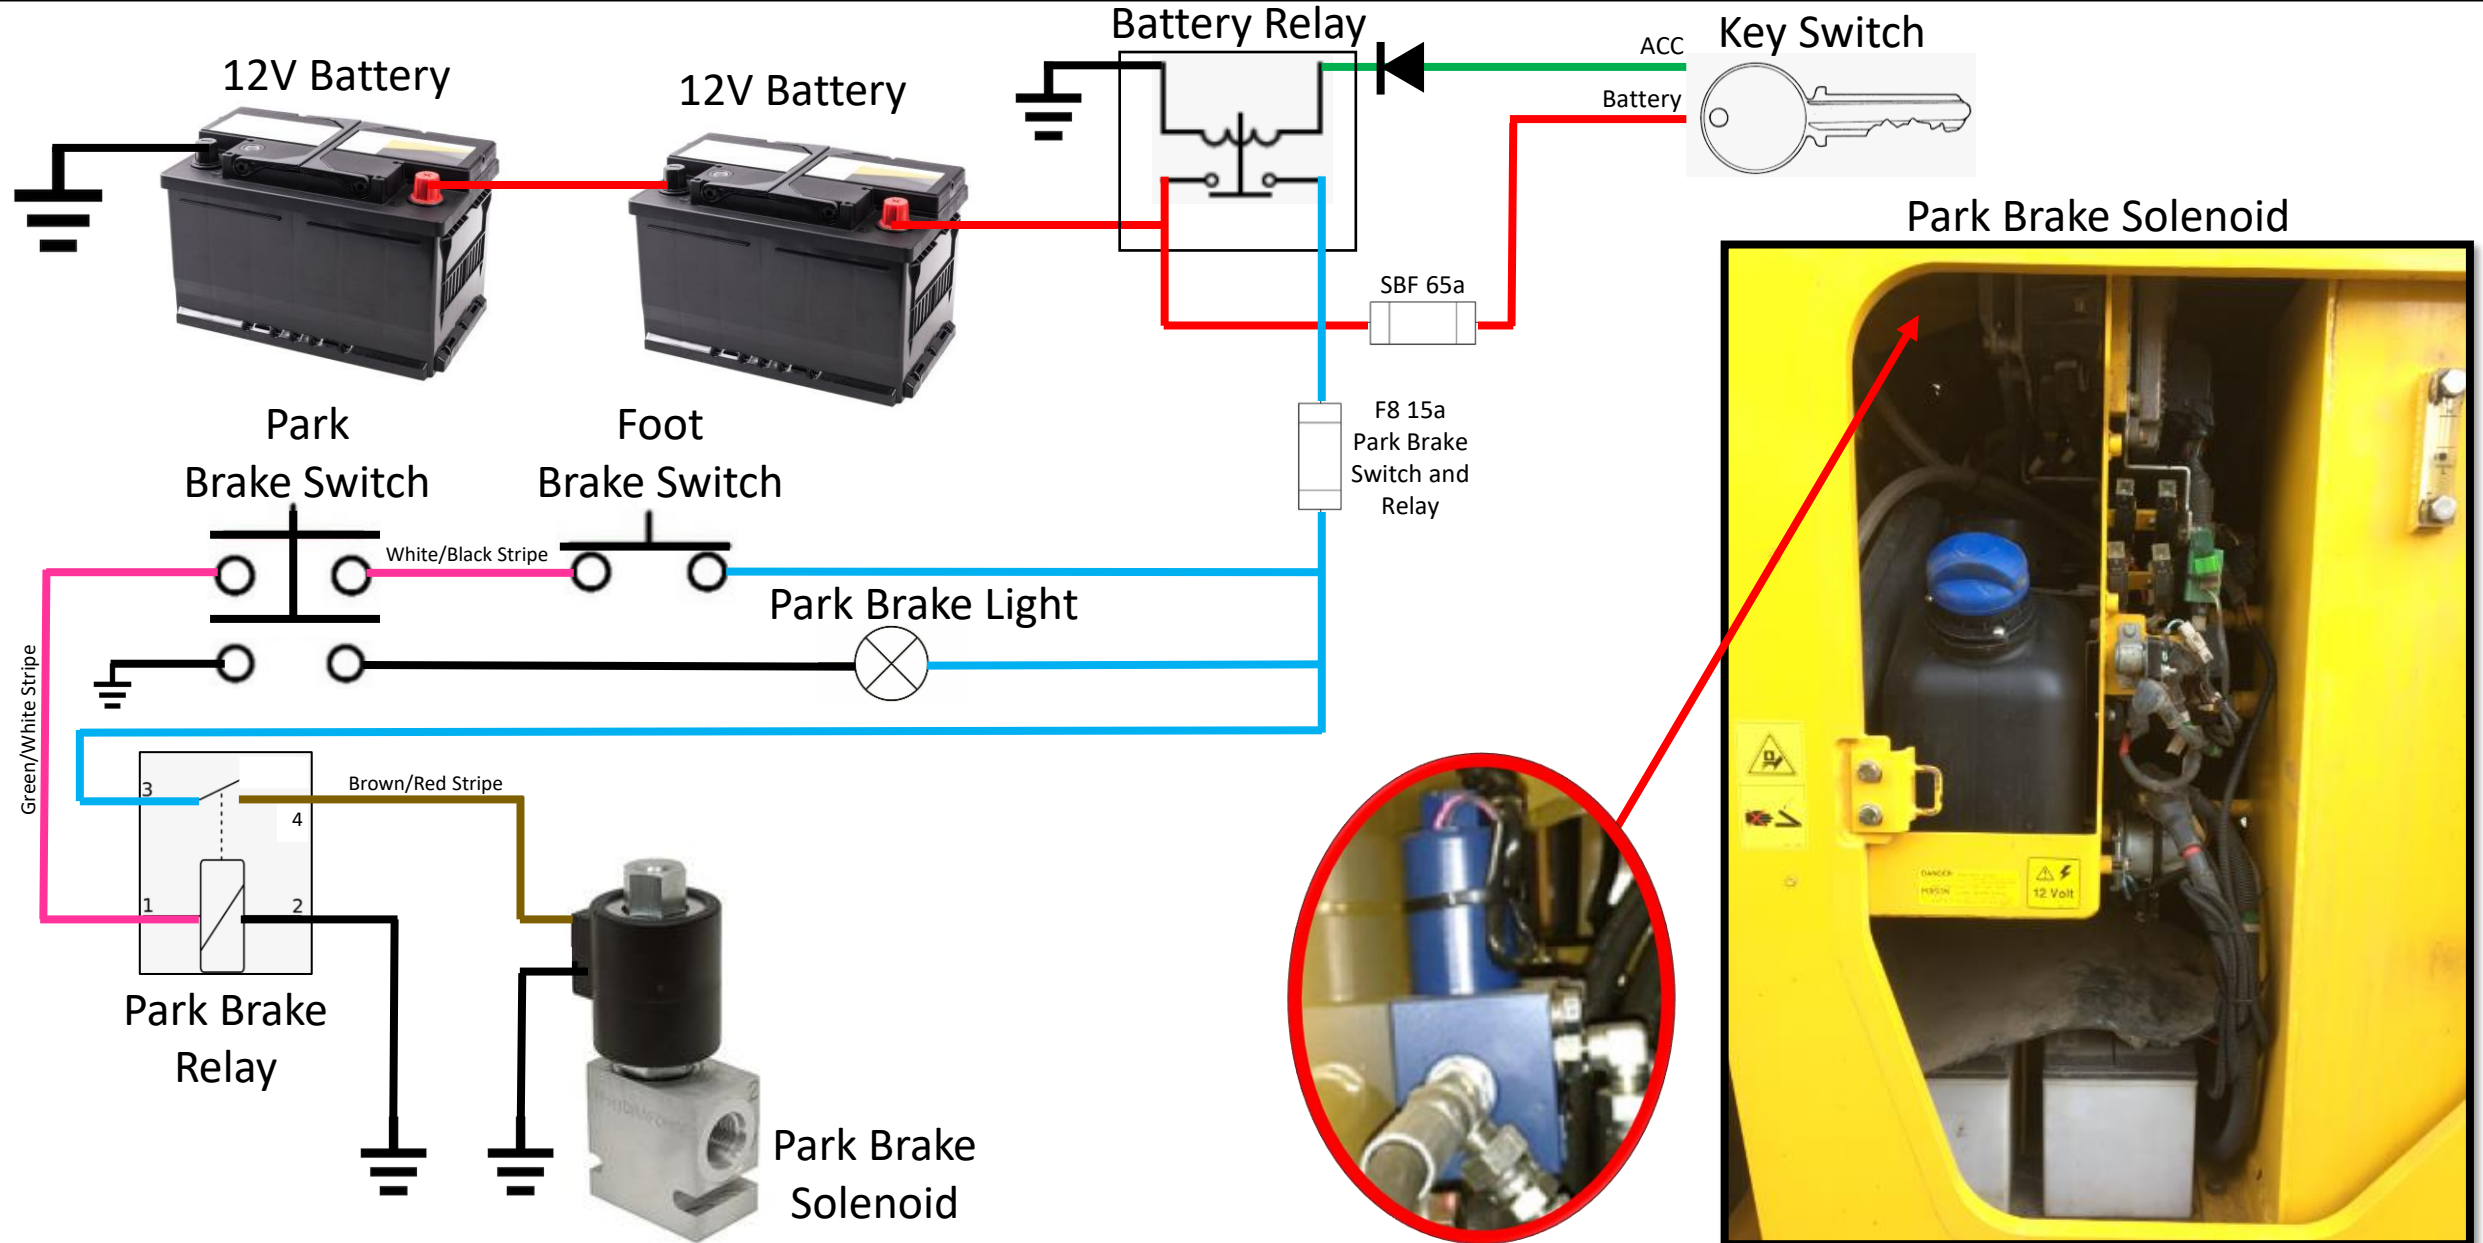 Battery Relay
Key Switch
ACC
12V Battery
12V Battery
Battery
Park Brake Solenoid
SBF 65a
F8 15a
Park Brake
Switch and
Relay
Park
Brake Switch
Foot
Brake Switch
White/Black Stripe
Park Brake Light
Green/White Stripe
3
Brown/Red Stripe
4
1
2
DANGER
12 Volt
Park Brake
Relay
2
Park Brake
Solenoid